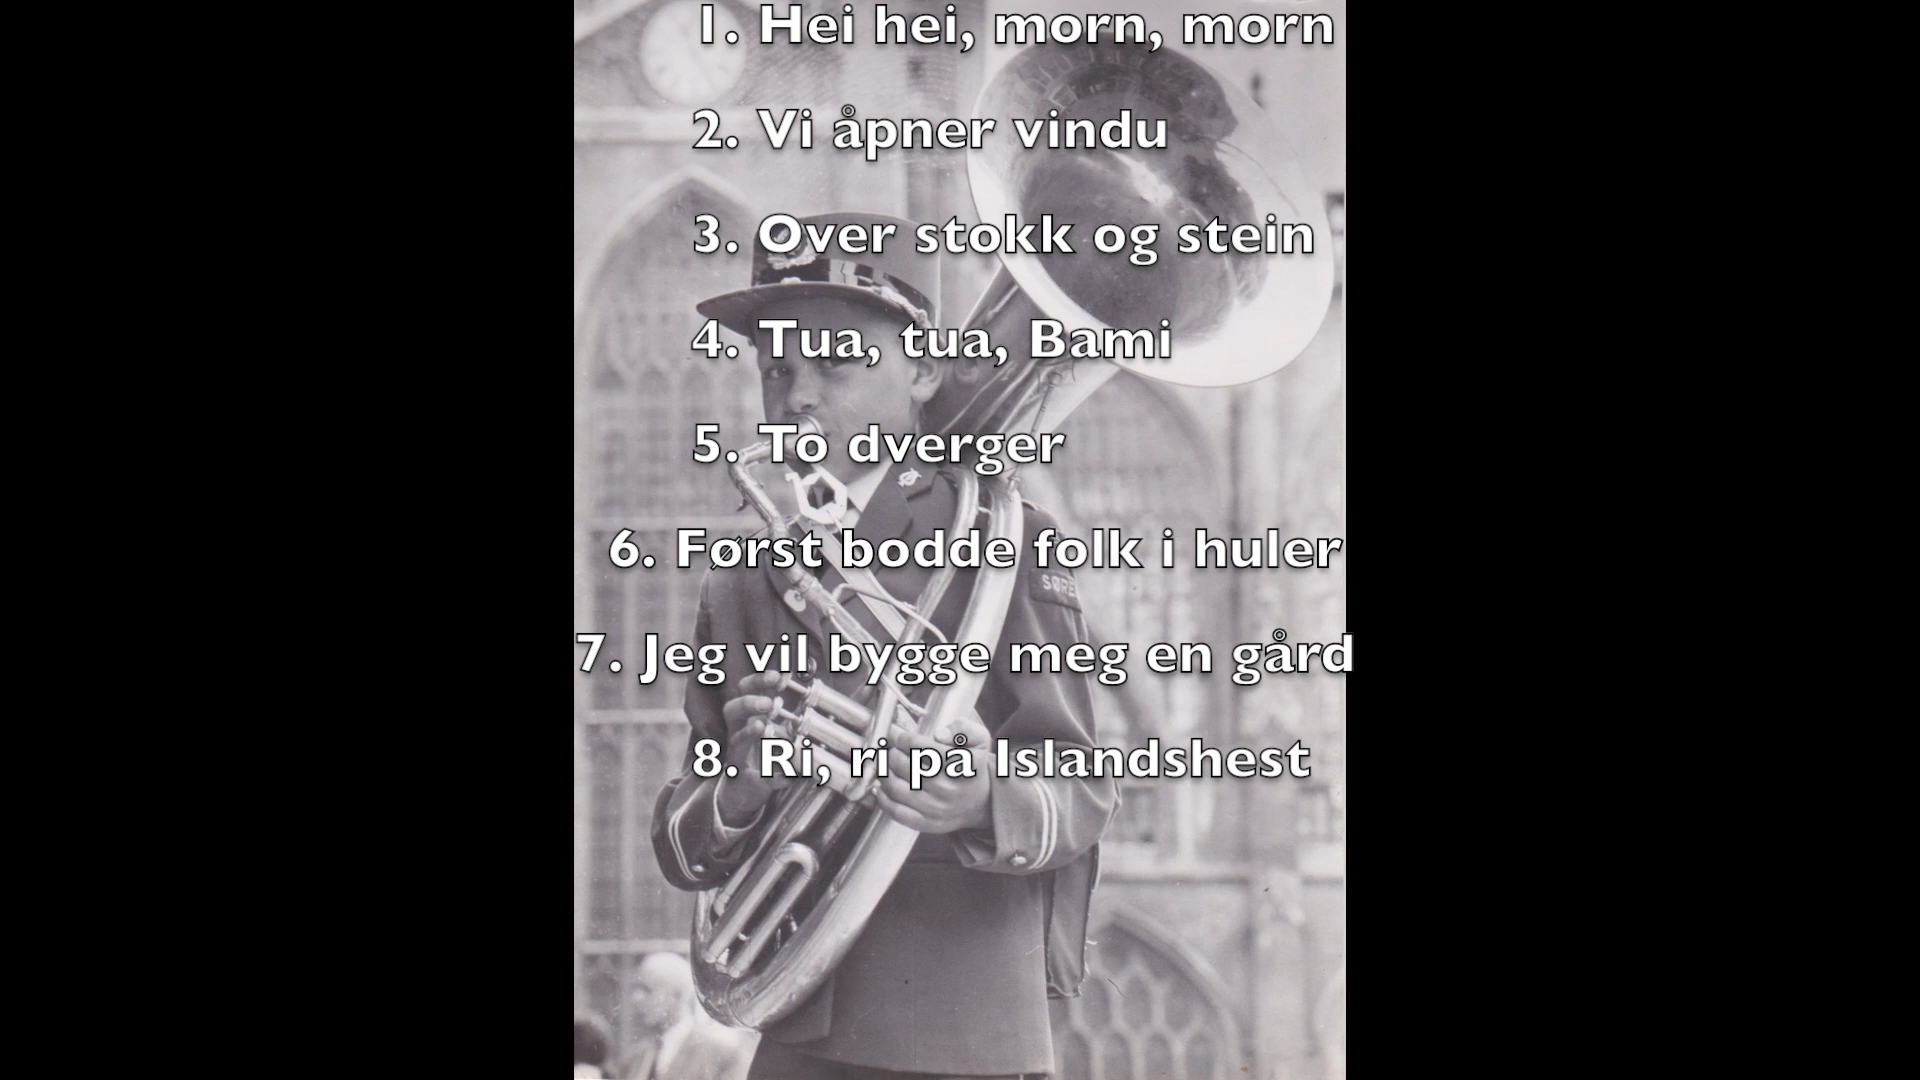 1. Hei hei, morn, morn
2. Vi åpner vindu
3. Over stokk og stein
4. Tua, tua, Bami
5. To dverger
6. Først bodde folk i huler
SØRE
7. Jeg vil bygge meg en gård
8. Ri, ri på Islandshest